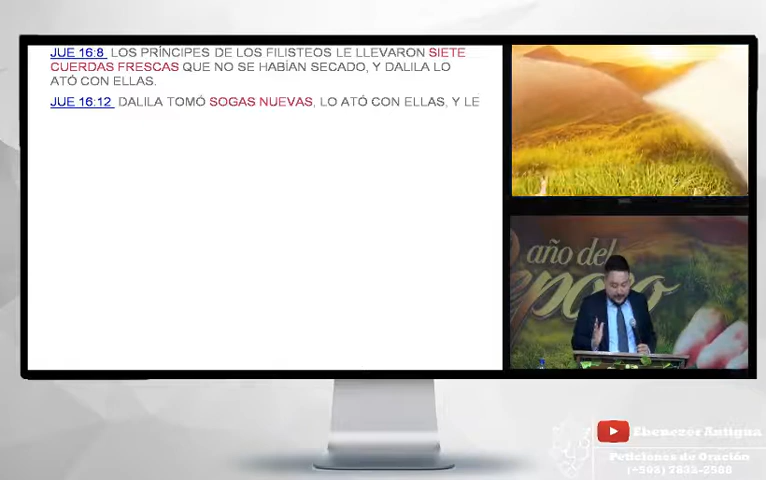 JUE 16:8 LOS PRÍNCIPES DE LOS FILISTEOS LE LLEVARON SIETE
CUERDAS FRESCAS QUE NO SE HABÍAN SECADO, Y DALILA LO
ATÓ CON ELLAS.
JUE 16:12 DALILA TOMÓ SOGAS NUEVAS, LO ATÓ CON ELLAS, Y LE
año del
Ebenezer Antigua
Peticiones de Oración